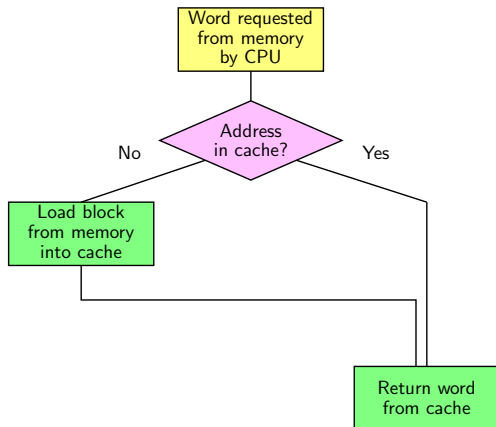 Word requested
from memory
by CPU
Address
in cache?
No
Yes
Load block
from memory
into cache
Return word
from cache